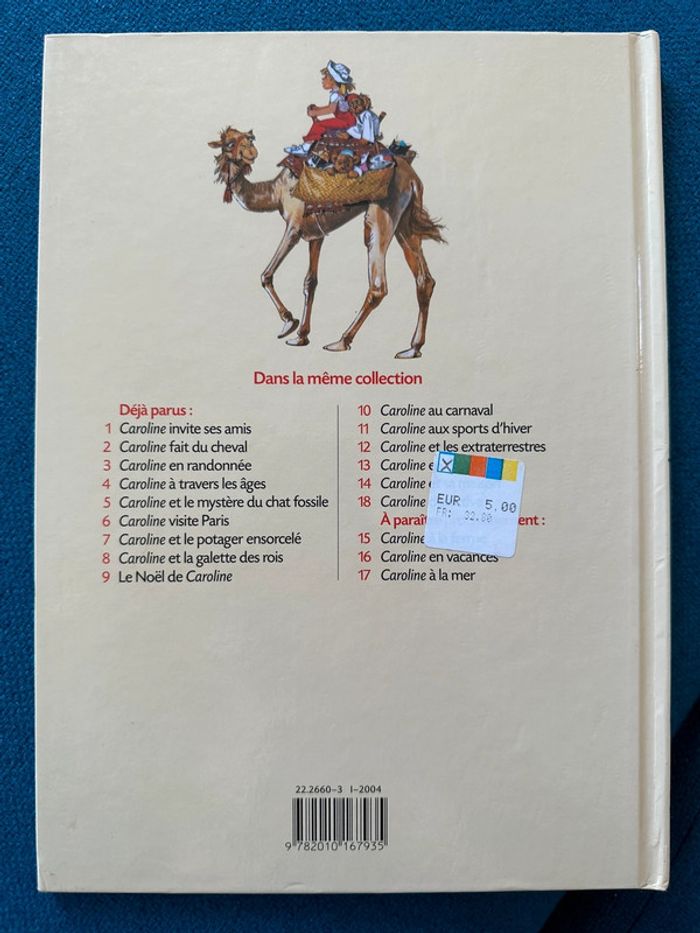 Dans la même collection
Déjà parus :
1 Caroline invite ses amis
2 Caroline fait du cheval
3 Caroline en randonnée
4 Caroline à travers les âges
5 Caroline et le mystère du chat fossile
6 Caroline visite Paris
7 Caroline et le potager ensorcelé
8 Caroline et la galette des rois
9 Le Noël de Caroline
10 Caroline au carnaval
11 Caroline aux sports d'hiver
12 Caroline et les extraterrestres
13 Caroline
14 Caroline
18 Caroline
À
15 Caroline
16 Caroline en vacances
17 Caroline à la mer
EUR 5.00
FR: 32.80
22.2660-3 I-2004
9 782010 167935